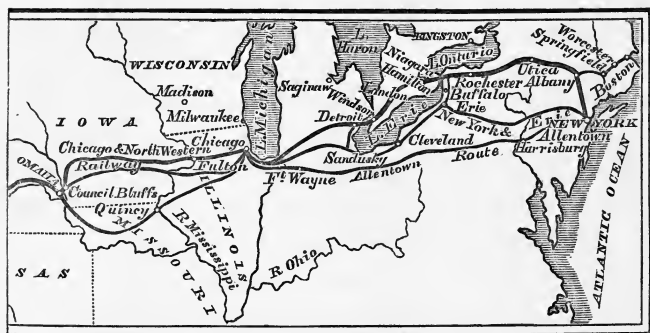 WISCONSIN
Madison
Milwaukee
L. Michigan
Saginaw
L. Huron
KINGSTON
L. Ontario
Niagara
Hamilton
London
Windsor
Detroit
L. Erie
Rochester
Buffalo
Erie
Utica
Albany
Worcester
Springfield
Boston
IOWA
Chicago
Chicago & North Western
Railway
Fulton
OMAHA
Council Bluffs
Quincy
MISSOURI
R. Mississippi
ILLINOIS
Sandusky
Cleveland
New York &
Erie
NEW YORK
Ft. Wayne
Allentown
Route
Allentown
Harrisburg
R. Ohio
SAS
ATLANTIC OCEAN